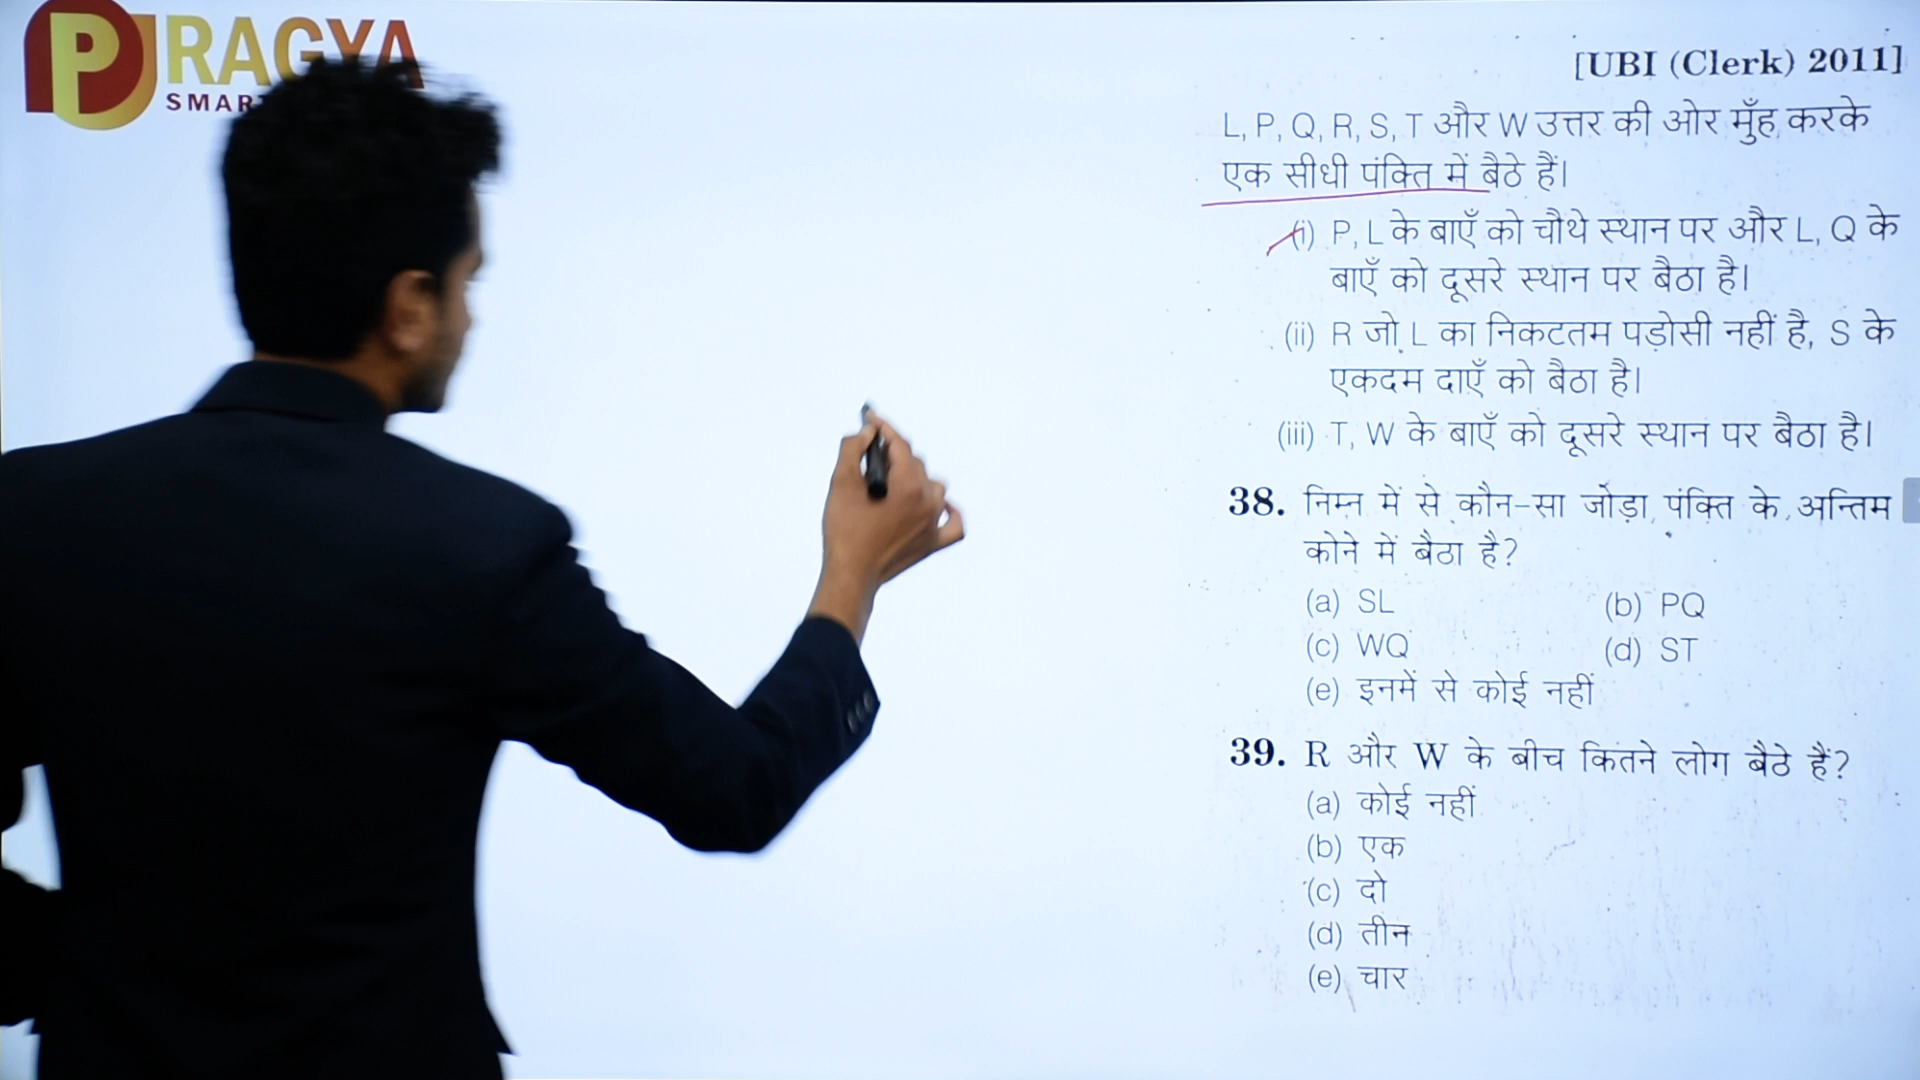 PRAGYA
SMAR
[UBI (Clerk) 2011]
L, P, Q, R, S, T और W उत्तर की ओर मुँह करके
एक सीधी पंक्ति में बैठे हैं।
(i) P, L के बाएँ को चौथे स्थान पर और L, Q के
बाएँ को दूसरे स्थान पर बैठा है।
(ii) R जो L का निकटतम पड़ोसी नहीं है, S के
एकदम दाएँ को बैठा है।
(iii) T, W के बाएँ को दूसरे स्थान पर बैठा है।
38. निम्न में से कौन-सा जोड़ा पंक्ति के अन्तिम
कोने में बैठा है?
(a) SL (b) PQ
(c) WQ (d) ST
(e) इनमें से कोई नहीं
39. R और W के बीच कितने लोग बैठे हैं?
(a) कोई नहीं
(b) एक
(c) दो
(d) तीन
(e) चार